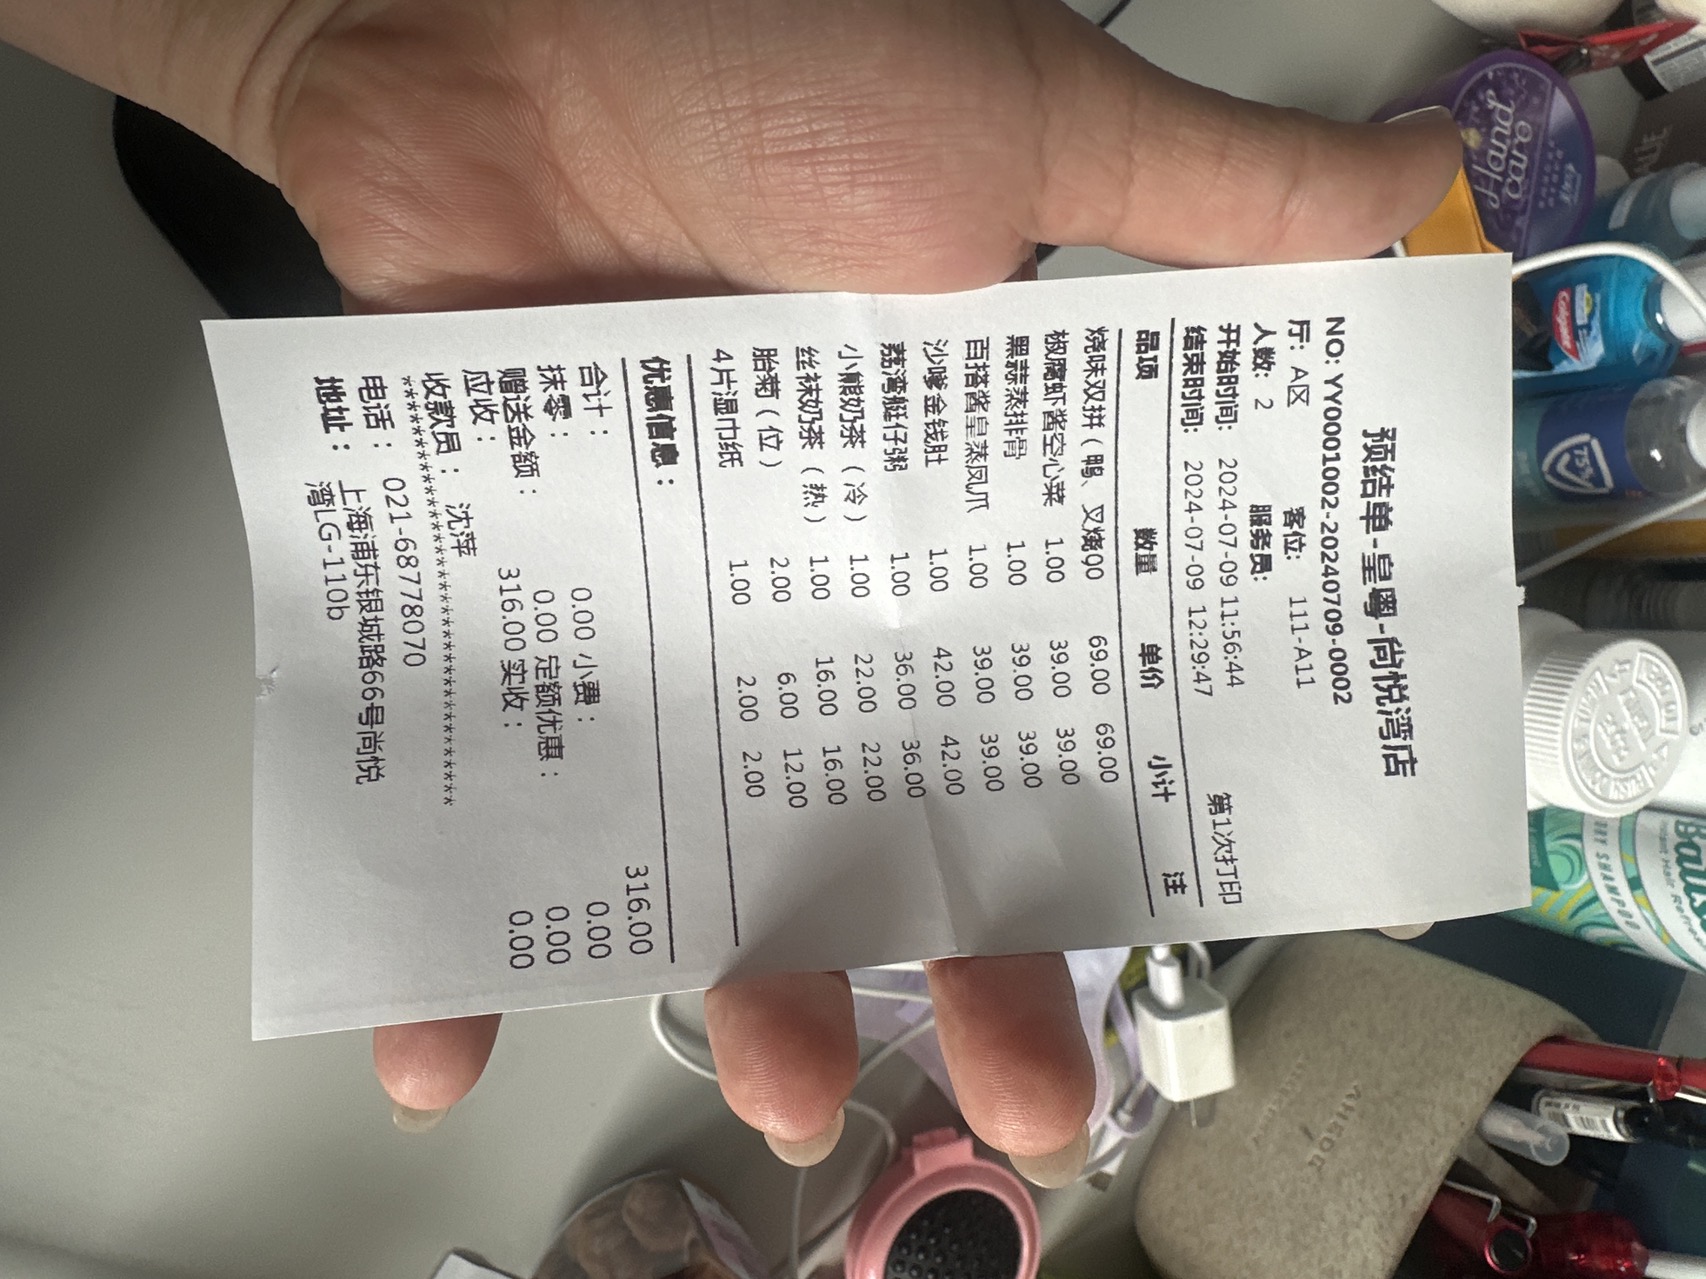 预结单-皇粤-尚悦湾店
NO: YY0001002-20240709-0002
厅: A区 客位: 111-A11
人数: 2 服务员:
开始时间: 2024-07-09 11:56:44
结束时间: 2024-07-09 12:29:47 第1次打印
品项 数量 单价 小计 注
烧味双拼(鸭、叉烧)00 69.00 69.00
椒腐虾酱空心菜 1.00 39.00 39.00
黑蒜蒸排骨 1.00 39.00 39.00
百搭酱皇蒸凤爪 1.00 39.00 39.00
沙嗲金钱肚 1.00 42.00 42.00
荔湾艇仔粥 1.00 36.00 36.00
小熊奶茶(冷) 1.00 22.00 22.00
丝袜奶茶(热) 1.00 16.00 16.00
胎菊(位) 2.00 6.00 12.00
4片湿巾纸 1.00 2.00 2.00
优惠信息:
合计: 316.00
抹零: 0.00 小费: 0.00
赠送金额: 0.00 定额优惠: 0.00
应收: 316.00 实收: 0.00
收款员: 沈萍
电话: 021-68778070
地址: 上海浦东银城路66号尚悦
湾LG-110b
Hand
care
Colgate
75%
Batiste
DRY SHAMPOO
RHEDE